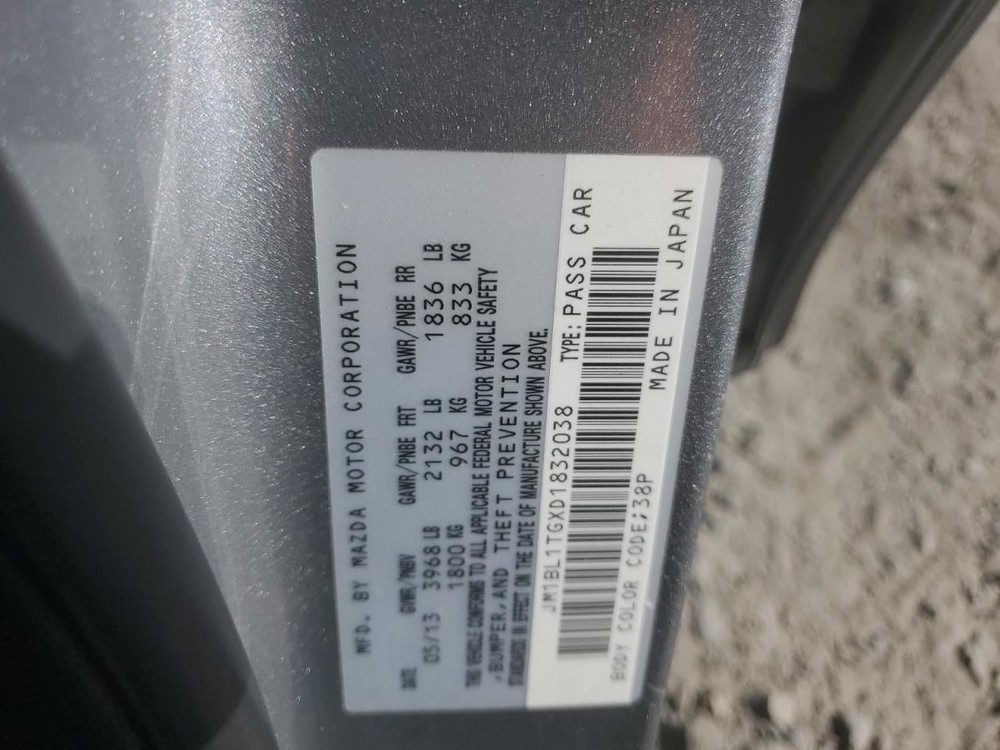 MFD. BY MAZDA MOTOR CORPORATION
DATE GVWR/PNBV GAWR/PNBE FRT GAWR/PNBE RR
05/13 3968 LB 2132 LB 1836 LB
1800 KG 967 KG 833 KG
THIS VEHICLE CONFORMS TO ALL APPLICABLE FEDERAL MOTOR VEHICLE SAFETY
,BUMPER,AND THEFT PREVENTION
STANDARDS IN EFFECT ON THE DATE OF MANUFACTURE SHOWN ABOVE.
JM1BL1TGXD1832038 TYPE: PASS CAR
BODY COLOR CODE;38P MADE IN JAPAN